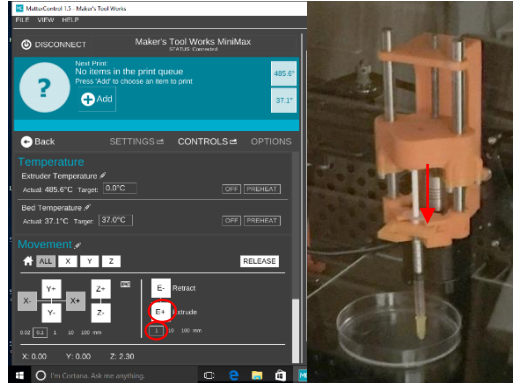 MatterControl 1.3 - Maker's Tool Works
FILE VIEW HELP
DISCONNECT
Maker's Tool Works MiniMax
STATUS: Connected
Next Print:
No items in the print queue
Press 'Add' to choose an item to print
?
Add
485.6°
37.1°
Back SETTINGS CONTROLS OPTIONS
Temperature
Extruder Temperature
Actual: 485.6°C Target: 0.0°C OFF PREHEAT
Bed Temperature
Actual: 37.1°C Target: 37.0°C OFF PREHEAT
Movement
ALL X Y Z RELEASE
Y+ Z+ E- Retract
X- X+
Y- Z- E+ Extrude
0.02 0.1 1 10 100 mm 1 10 100 mm
X: 0.00 Y: 0.00 Z: 2.30
I'm Cortana. Ask me anything.